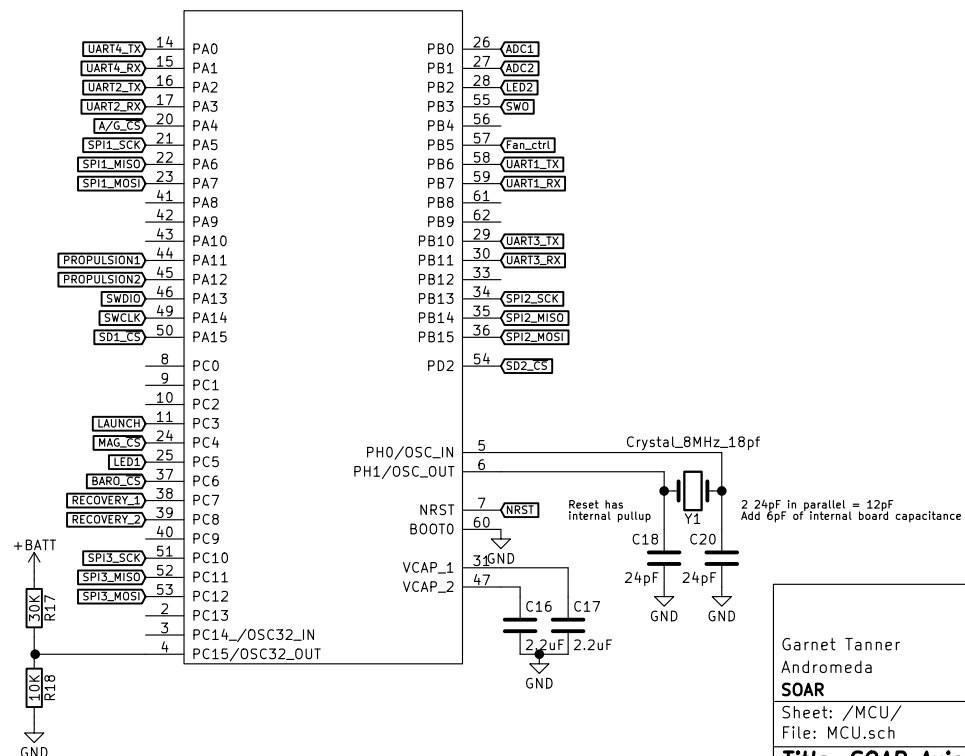 UART4_TX 14 PA0
UART4_RX 15 PA1
UART2_TX 16 PA2
UART2_RX 17 PA3
A/G_CS 20 PA4
SPI1_SCK 21 PA5
SPI1_MISO 22 PA6
SPI1_MOSI 23 PA7
41 PA8
42 PA9
43 PA10
PROPULSION1 44 PA11
PROPULSION2 45 PA12
SWDIO 46 PA13
SWCLK 49 PA14
SD1_CS 50 PA15
8 PC0
9 PC1
10 PC2
LAUNCH 11 PC3
MAG_CS 24 PC4
LED1 25 PC5
BARO_CS 37 PC6
RECOVERY_1 38 PC7
RECOVERY_2 39 PC8
40 PC9
SPI3_SCK 51 PC10
SPI3_MISO 52 PC11
SPI3_MOSI 53 PC12
2 PC13
3 PC14_/OSC32_IN
4 PC15/OSC32_OUT
+BATT
30K R17
10K R18
GND
PB0 26 ADC1
PB1 27 ADC2
PB2 28 LED2
PB3 55 SWO
PB4 56
PB5 57 Fan_ctrl
PB6 58 UART1_TX
PB7 59 UART1_RX
PB8 61
PB9 62
PB10 29 UART3_TX
PB11 30 UART3_RX
PB12 33
PB13 34 SPI2_SCK
PB14 35 SPI2_MISO
PB15 36 SPI2_MOSI
PD2 54 SD2_CS
PH0/OSC_IN 5
PH1/OSC_OUT 6
NRST 7 NRST
BOOT0 60
GND
VCAP_1 31
VCAP_2 47
C16 C17
2.2uF 2.2uF
GND
Crystal_8MHz_18pf
Y1
Reset has
internal pullup
2 24pF in parallel = 12pF
Add 6pF of internal board capacitance
C18 C20
24pF 24pF
GND GND
Garnet Tanner
Andromeda
SOAR
Sheet: /MCU/
File: MCU.sch